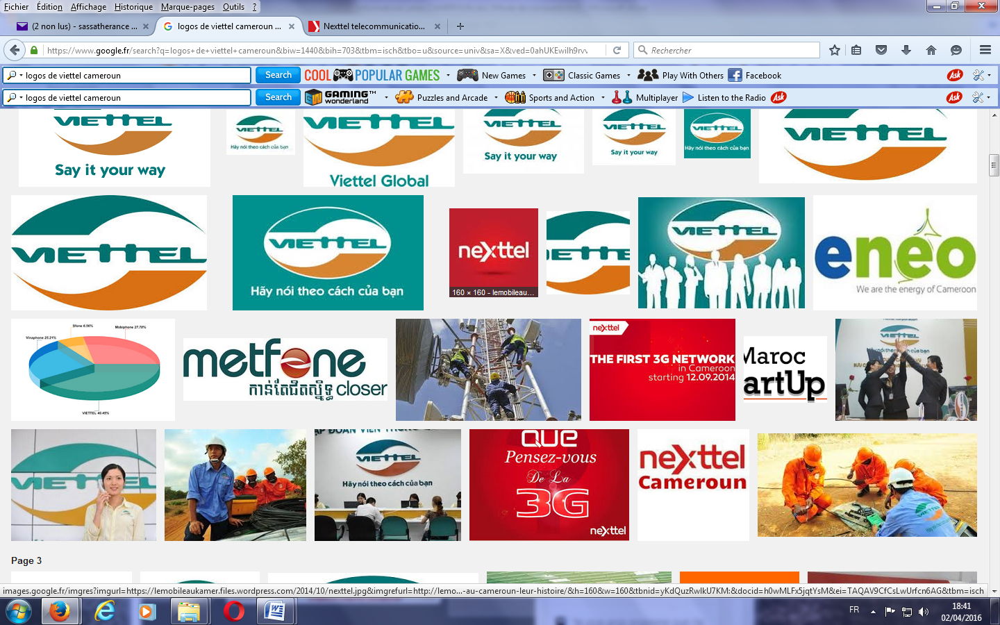 Fichier Édition Affichage Historique Marque-pages Outils ?
(2 non lus) - sassatherance ...
logos de viettel cameroun ...
Nexttel telecommunicatio...
https://www.google.fr/search?q=logos+de+viettel+cameroun&biw=1440&bih=703&tbm=isch&tbo=u&source=univ&sa=X&ved=0ahUKEwiIh9rvv
Rechercher
logos de viettel cameroun
Search
COOL POPULAR GAMES
New Games
Classic Games
Play With Others
Facebook
Ask
logos de viettel cameroun
Search
GAMING wonderland™
Puzzles and Arcade
Sports and Action
Multiplayer
Listen to the Radio
Ask
Ask
VIETTEL
Say it your way
VIETTEL
Hãy nói theo cách của bạn
VIETTEL
Viettel Global
VIETTEL
Say it your way
VIETTEL
Say it your way
VIETTEL
Hãy nói theo cách của bạn
VIETTEL
VIETTEL
VIETTEL
Hãy nói theo cách của bạn
nexttel
160 × 160 - lemobileau...
VIETTEL
eneo
We are the energy of Cameroon
Sfone 6.56%
Mobiphone 27.78%
Vinaphone 25.21%
VIETTEL 40.45%
metfone
កាន់តែជិតស្និទ្ធ closer
nexttel
THE FIRST 3G NETWORK
in Cameroon
starting 12.09.2014
Maroc
artUp
VIETTEL
VIETTEL
VIETTEL
Hãy nói theo cách của bạn
QUE
Pensez-vous
De La
3G
nexttel
nexttel
Cameroun
VIETTEL
Page 3
images.google.fr/imgres?imgurl=https://lemobileaukamer.files.wordpress.com/2014/10/nexttel.jpg&imgrefurl=http://lemo...-au-cameroun-leur-histoire/&h=160&w=160&tbnid=yKdQuzRwlkU7KM:&docid=h0wMLFx5jqtYsM&ei=TAQAV9CfCsLwUrfcn6AG&tbm=isch
FR
18:41
02/04/2016